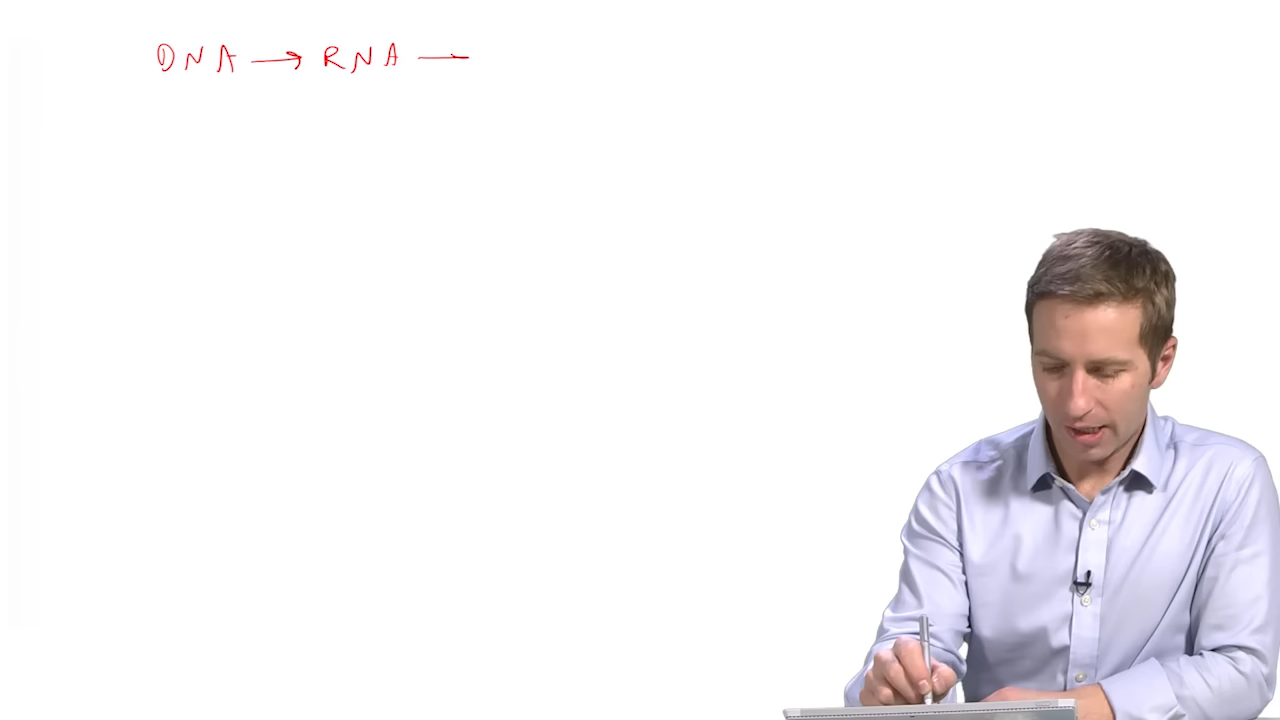 DNA → RNA —